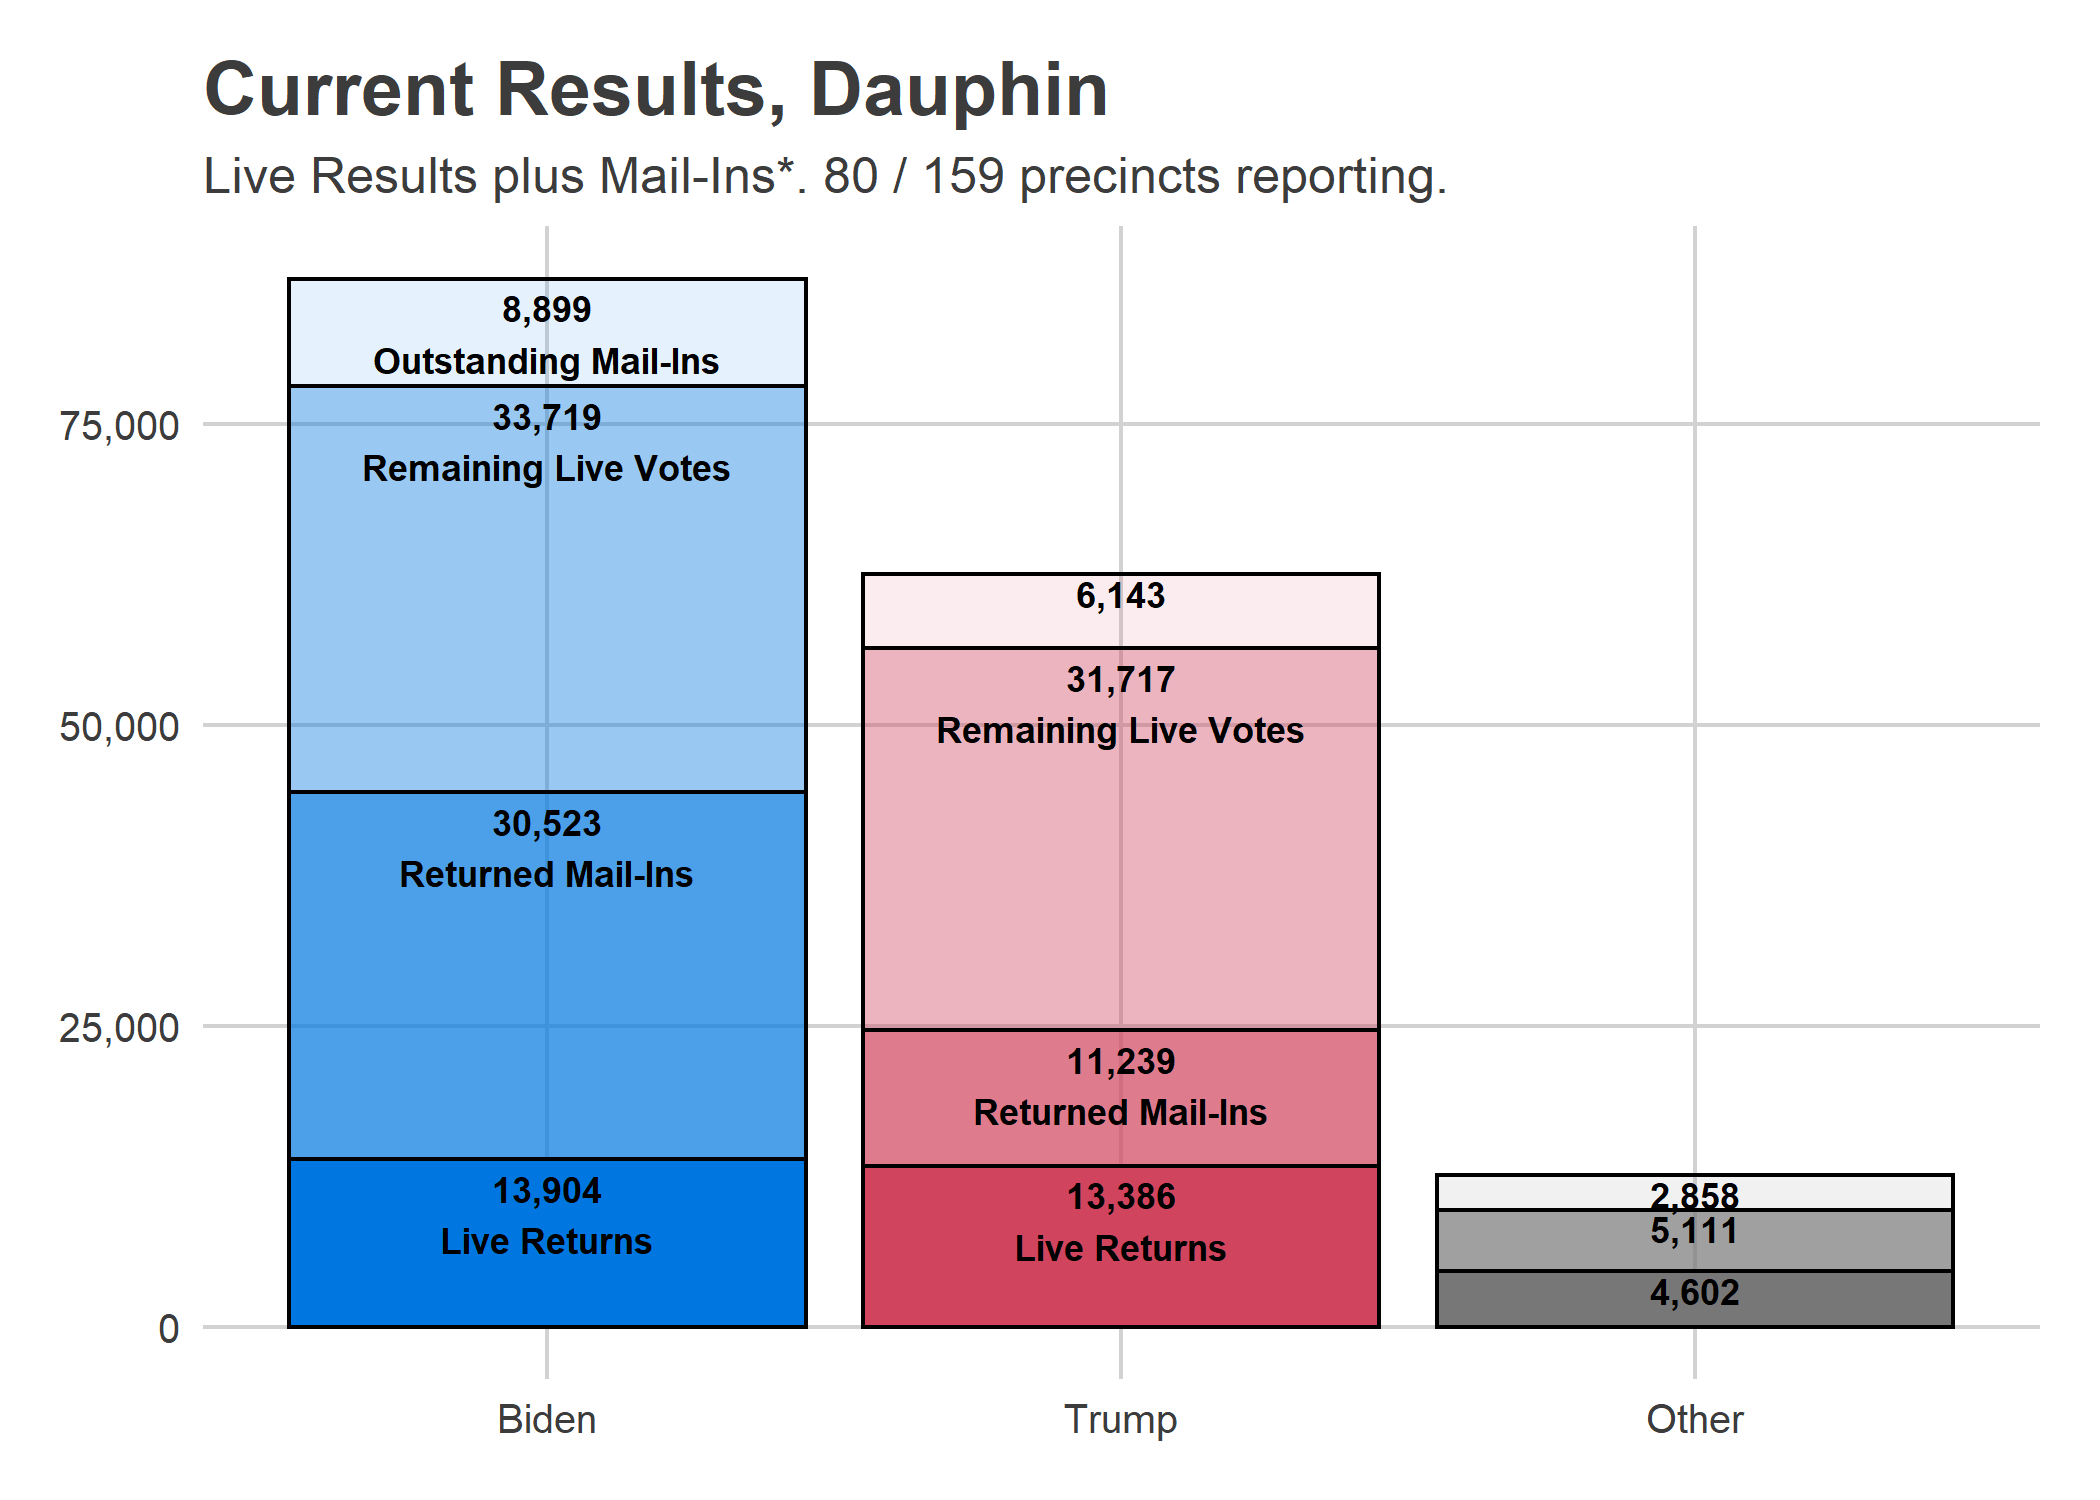 Current Results, Dauphin
Live Results plus Mail-Ins*. 80 / 159 precincts reporting.
75,000
50,000
25,000
0
8,899
Outstanding Mail-Ins
33,719
Remaining Live Votes
30,523
Returned Mail-Ins
13,904
Live Returns
6,143
31,717
Remaining Live Votes
11,239
Returned Mail-Ins
13,386
Live Returns
2,858
5,111
4,602
Biden
Trump
Other